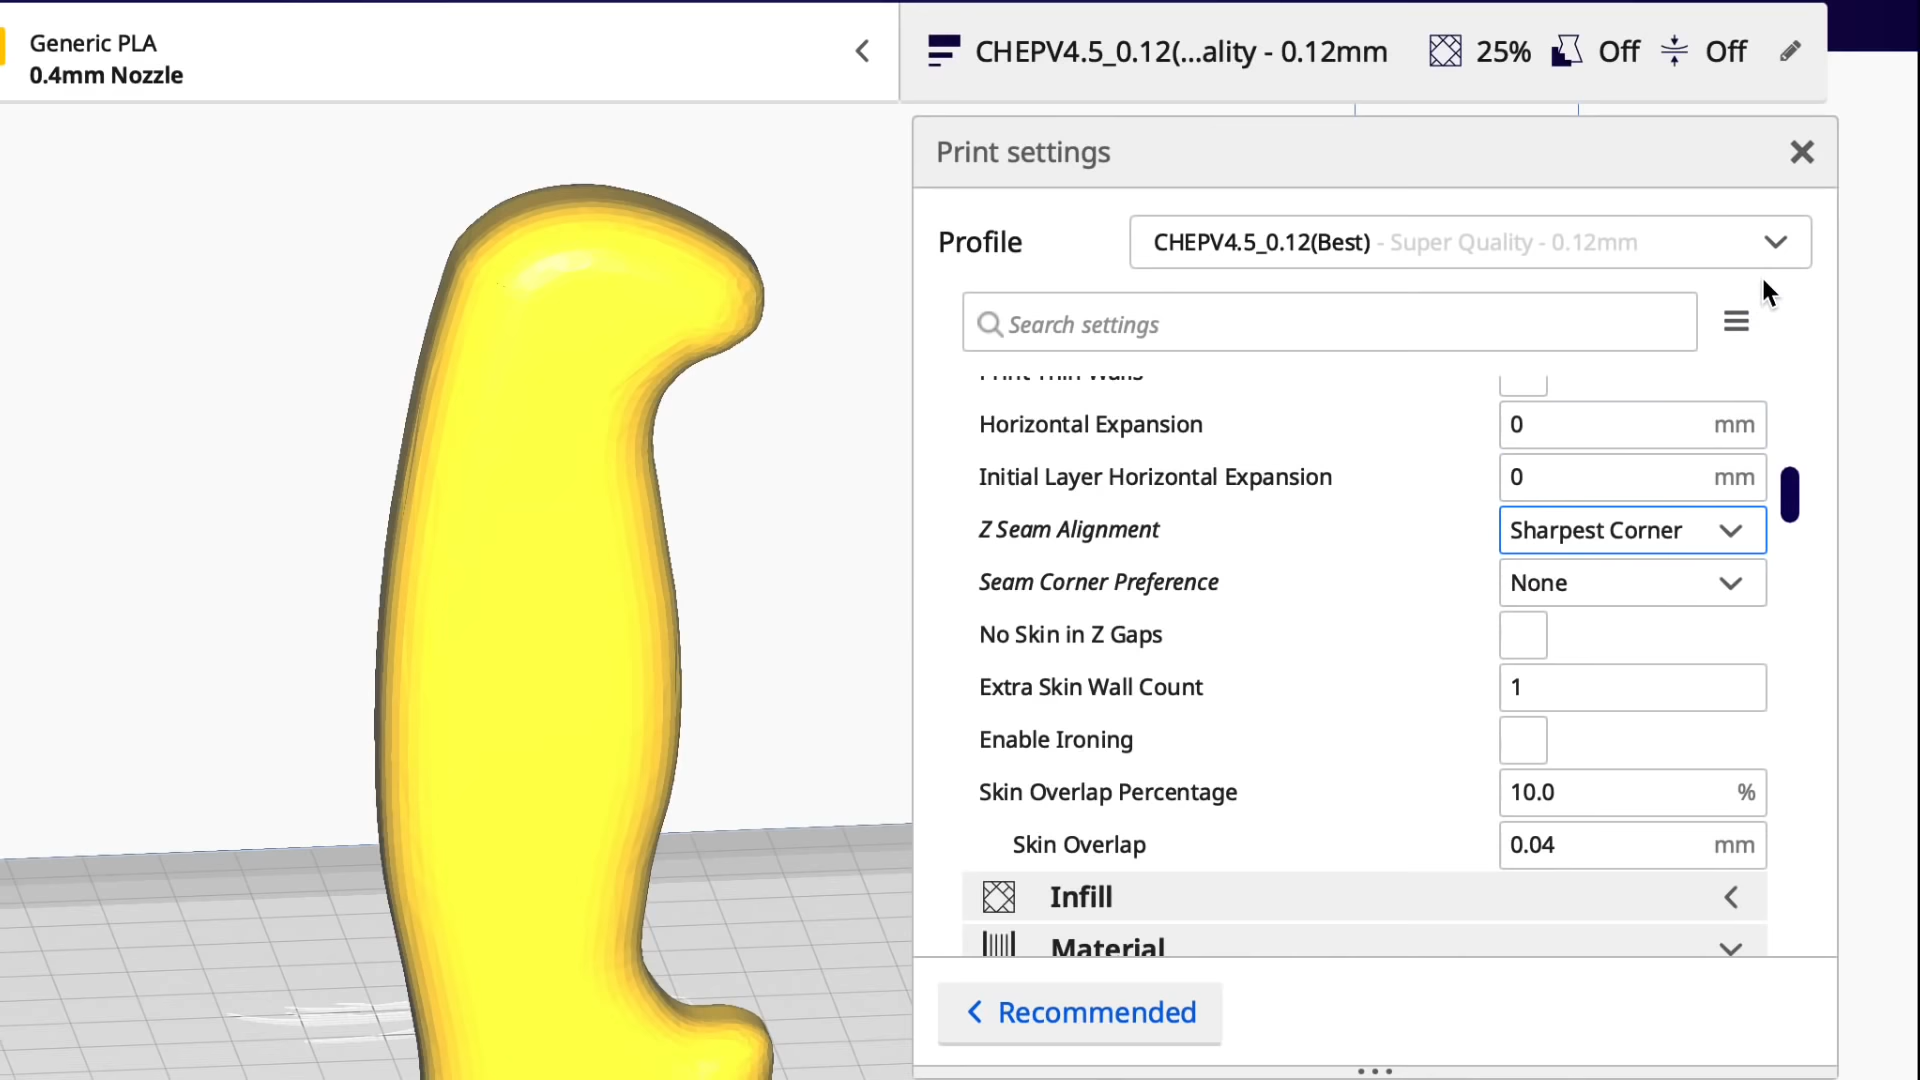 Generic PLA
0.4mm Nozzle
CHEPV4.5_0.12(...ality - 0.12mm
25%
Off
Off
Print settings
Profile
CHEPV4.5_0.12(Best) - Super Quality - 0.12mm
Search settings
Print Thin Walls
Horizontal Expansion
0 mm
Initial Layer Horizontal Expansion
0 mm
Z Seam Alignment
Sharpest Corner
Seam Corner Preference
None
No Skin in Z Gaps
Extra Skin Wall Count
1
Enable Ironing
Skin Overlap Percentage
10.0 %
Skin Overlap
0.04 mm
Infill
Material
Recommended